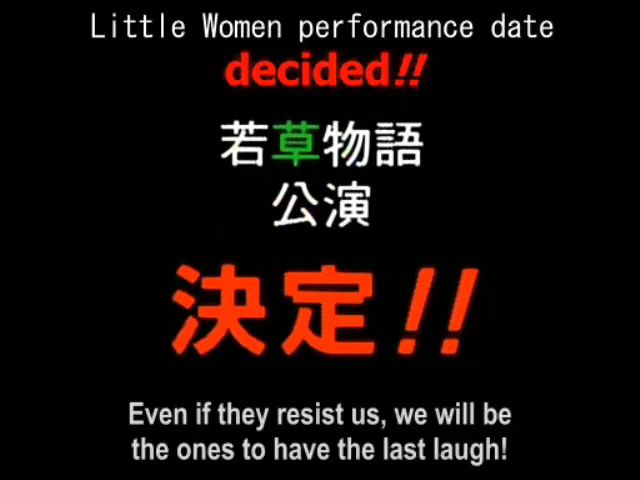 Little Women performance date
decided!!
若草物語
公演
決定!!
Even if they resist us, we will be
the ones to have the last laugh!